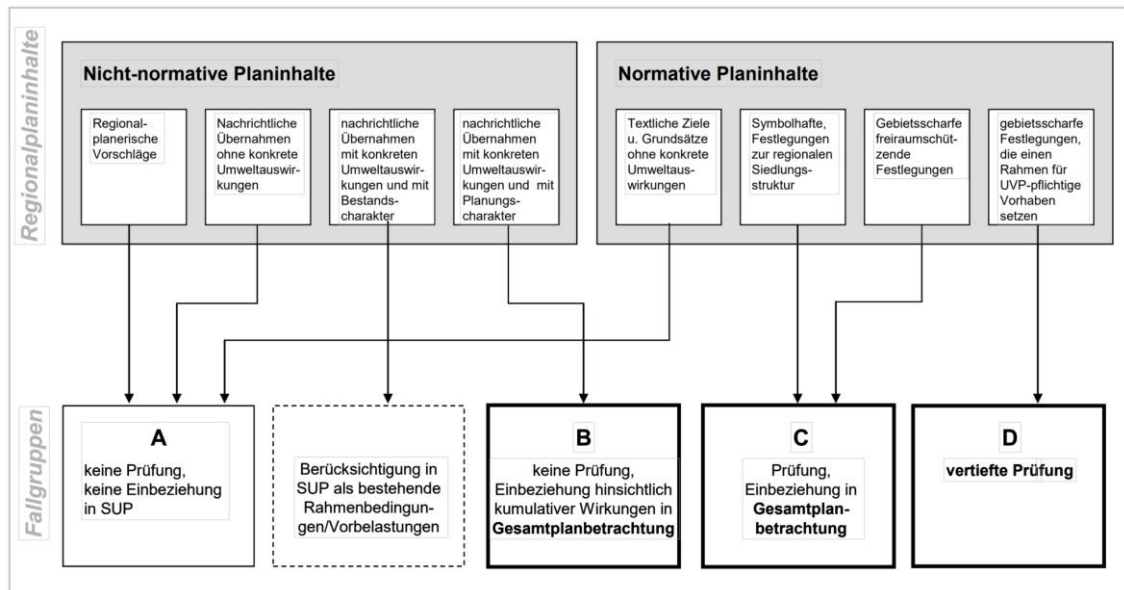 Regionalplaninhalte
Nicht-normative Planinhalte
Regional-
planerische
Vorschläge
Nachrichtliche
Übernahmen
ohne konkrete
Umweltauswir-
kungen
nachrichtliche
Übernahmen
mit konkreten
Umweltauswir-
kungen und mit
Bestands-
charakter
nachrichtliche
Übernahmen
mit konkreten
Umweltauswir-
kungen und mit
Planungs-
charakter
Normative Planinhalte
Textliche Ziele
u. Grundsätze
ohne konkrete
Umweltaus-
wirkungen
Symbolhafte,
Festlegungen
zur regionalen
Siedlungs-
struktur
Gebietsscharfe
freiraumschüt-
zende
Festlegungen
gebietsscharfe
Festlegungen,
die einen
Rahmen für
UVP-pflichtige
Vorhaben
setzen
Fallgruppen
A
keine Prüfung,
keine Einbeziehung
in SUP
Berücksichtigung in
SUP als bestehende
Rahmenbedingun-
gen/Vorbelastungen
B
keine Prüfung,
Einbeziehung hinsichtlich
kumulativer Wirkungen in
Gesamtplanbetrachtung
C
Prüfung,
Einbeziehung in
Gesamtplan-
betrachtung
D
vertiefte Prüfung